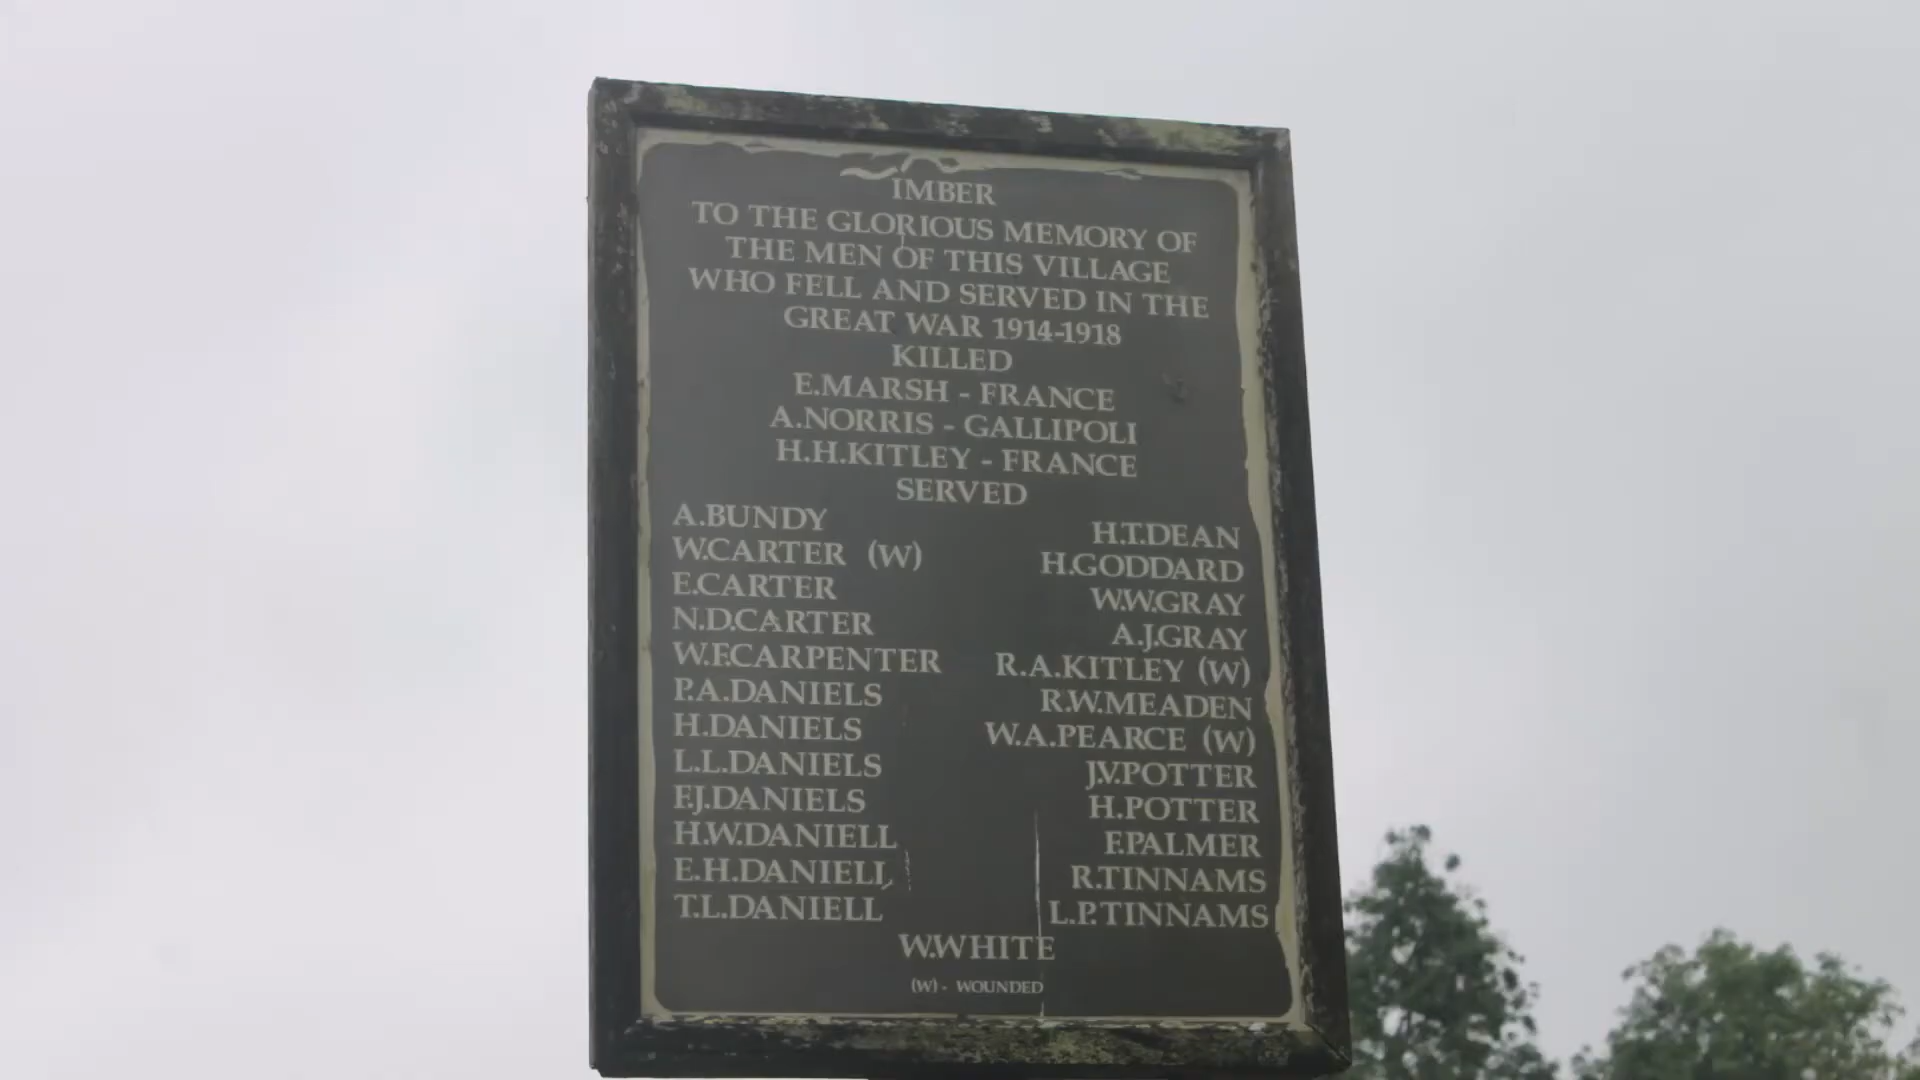 IMBER
TO THE GLORIOUS MEMORY OF
THE MEN OF THIS VILLAGE
WHO FELL AND SERVED IN THE
GREAT WAR 1914-1918
KILLED
E.MARSH - FRANCE
A.NORRIS - GALLIPOLI
H.H.KITLEY - FRANCE
SERVED
A.BUNDY
W.CARTER (W)
E.CARTER
N.D.CARTER
W.F.CARPENTER
P.A.DANIELS
H.DANIELS
L.L.DANIELS
F.J.DANIELS
H.W.DANIELL
E.H.DANIELL
T.L.DANIELL
H.T.DEAN
H.GODDARD
W.W.GRAY
A.J.GRAY
R.A.KITLEY (W)
R.W.MEADEN
W.A.PEARCE (W)
J.V.POTTER
H.POTTER
F.PALMER
R.TINNAMS
L.P.TINNAMS
W.WHITE
(W) - WOUNDED